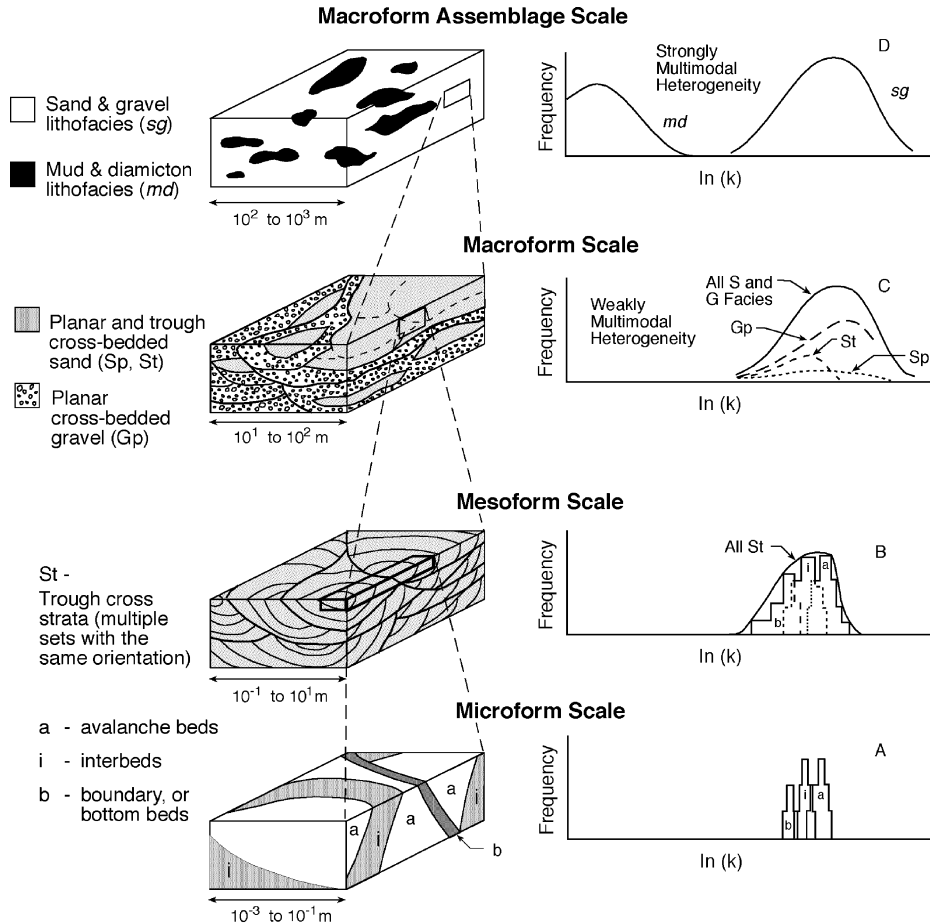 Macroform Assemblage Scale
Sand & gravel
lithofacies (sg)
Mud & diamicton
lithofacies (md)
10² to 10³ m
Frequency
Strongly
Multimodal
Heterogeneity
D
md
sg
ln (k)
Macroform Scale
Planar and trough
cross-bedded
sand (Sp, St)
Planar
cross-bedded
gravel (Gp)
10¹ to 10² m
Frequency
Weakly
Multimodal
Heterogeneity
All S and
G Facies
C
Gp
St
Sp
ln (k)
Mesoform Scale
St -
Trough cross
strata (multiple
sets with the
same orientation)
10⁻¹ to 10¹ m
Frequency
All St
B
i
a
b
ln (k)
Microform Scale
a - avalanche beds
i - interbeds
b - boundary, or
bottom beds
a
i
a
a
i
i
b
10⁻³ to 10⁻¹ m
Frequency
A
i
a
b
ln (k)